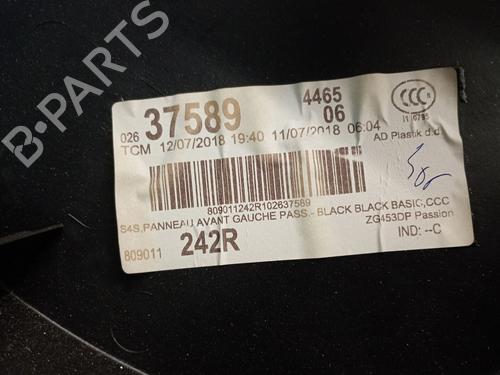 B-PARTS
026 37589 4465 06
CCC
TCM 12/07/2018 19:40 11/07/2018 06:04 AD Plastik d.d
809011242R102637589
S4S,PANNEAU AVANT GAUCHE PASS.- BLACK BLACK BASIC,CCC
ZG453DP Passion
809011 242R IND: --C